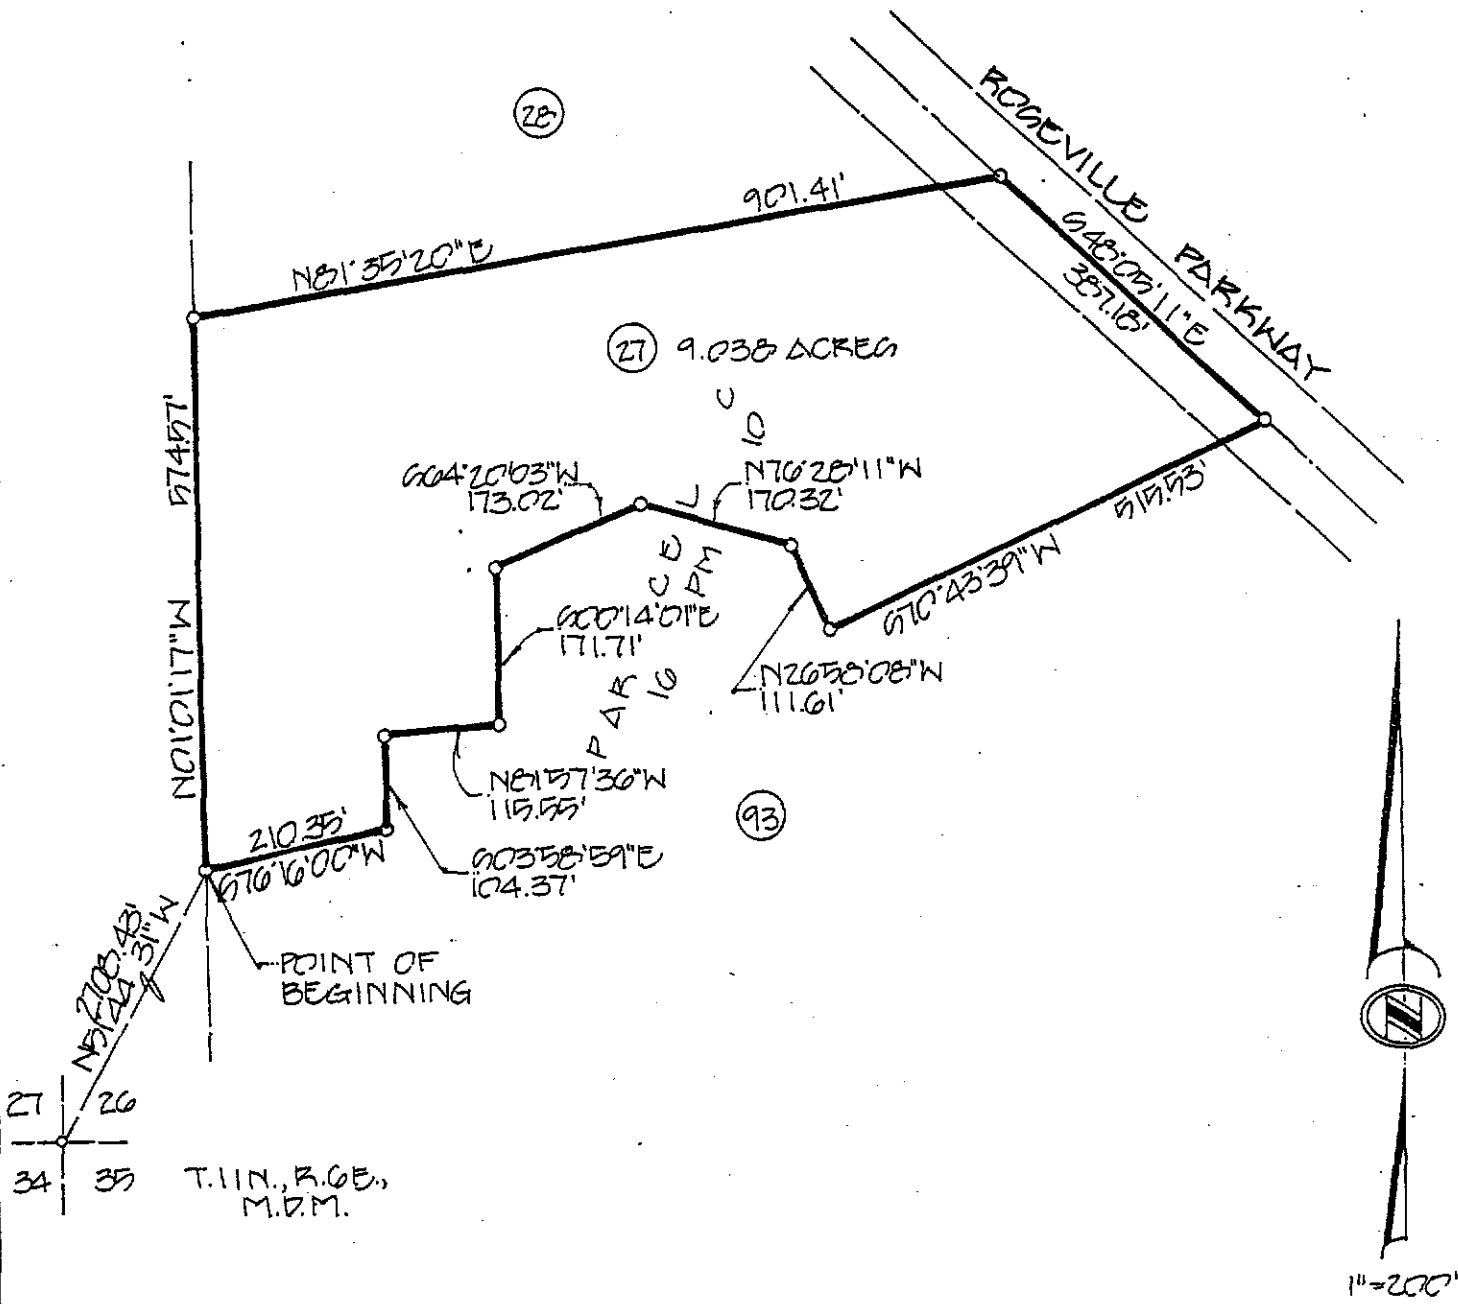 28
ROSEVILLE PARKWAY
901.41'
N81°35'20"E
S48°05'11"E
387.18'
27 9.038 ACRES
574.57'
N01°01'17"W
S64°20'03"W
173.02'
N76°28'11"W
170.32'
515.53'
S70°43'39"W
PARCEL C
16 PM 10
S00°14'01"E
171.71'
N26°58'08"W
111.61'
N81°57'36"W
115.55'
93
210.35'
S76°16'00"W
S03°58'59"E
104.37'
2708.43'
POINT OF
BEGINNING
27 26
34 35
T.11N., R.6E.,
M.D.M.
1"=200'